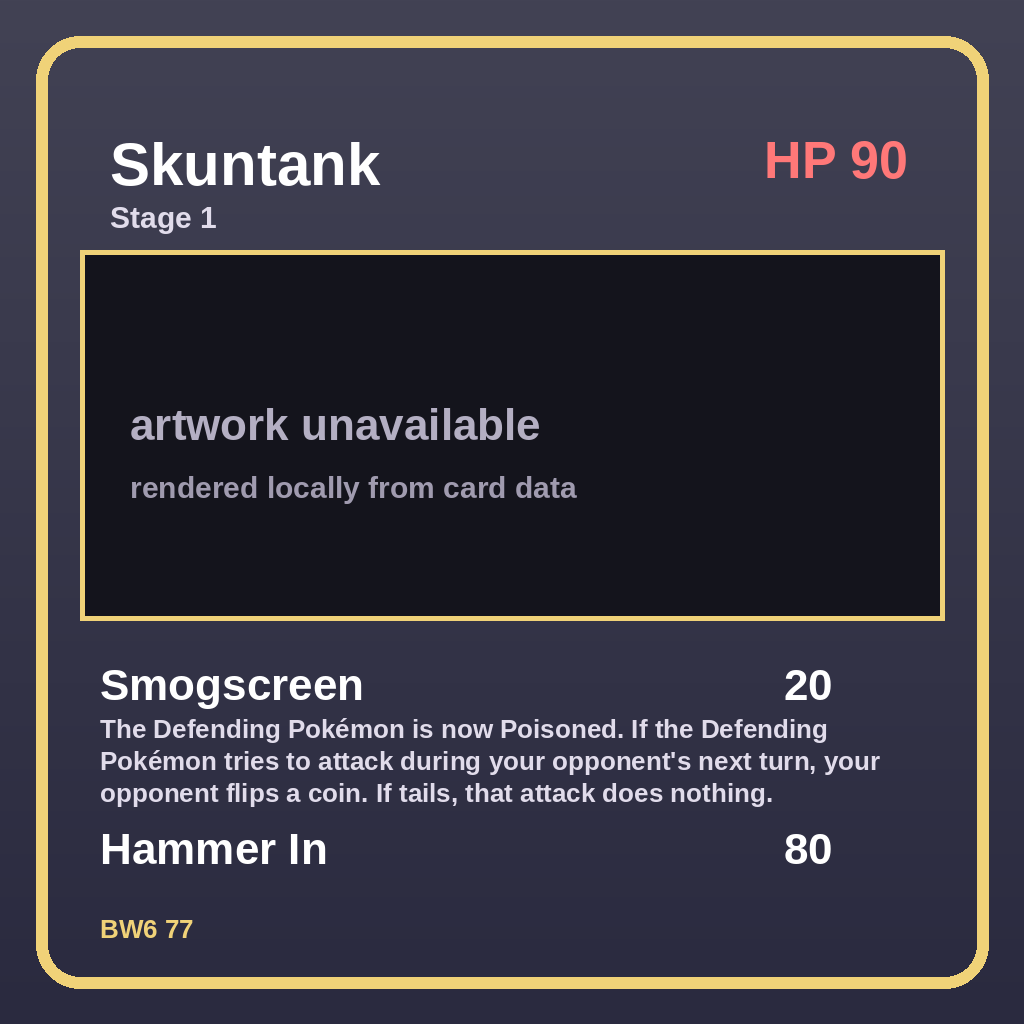 Skuntank
HP 90
Stage 1
artwork unavailable
rendered locally from card data
Smogscreen 20
The Defending Pokémon is now Poisoned. If the Defending
Pokémon tries to attack during your opponent's next turn, your
opponent flips a coin. If tails, that attack does nothing.
Hammer In 80
BW6 77